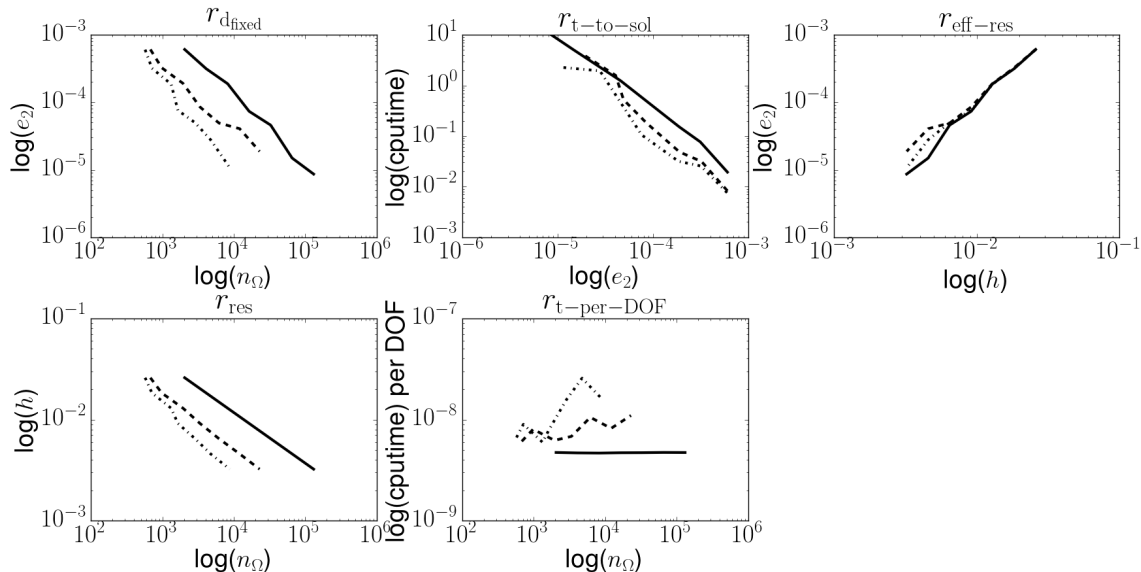 r_{d_{fixed}}
log(e_2)
10^{-3}
10^{-4}
10^{-5}
10^{-6}
10^2 10^3 10^4 10^5 10^6
log(n_Ω)
r_{t-to-sol}
log(cputime)
10^1
10^0
10^{-1}
10^{-2}
10^{-3}
10^{-6} 10^{-5} 10^{-4} 10^{-3}
log(e_2)
r_{eff-res}
log(e_2)
10^{-3}
10^{-4}
10^{-5}
10^{-6}
10^{-3} 10^{-2} 10^{-1}
log(h)
r_{res}
log(h)
10^{-1}
10^{-2}
10^{-3}
10^2 10^3 10^4 10^5 10^6
log(n_Ω)
r_{t-per-DOF}
log(cputime) per DOF
10^{-7}
10^{-8}
10^{-9}
10^2 10^3 10^4 10^5 10^6
log(n_Ω)